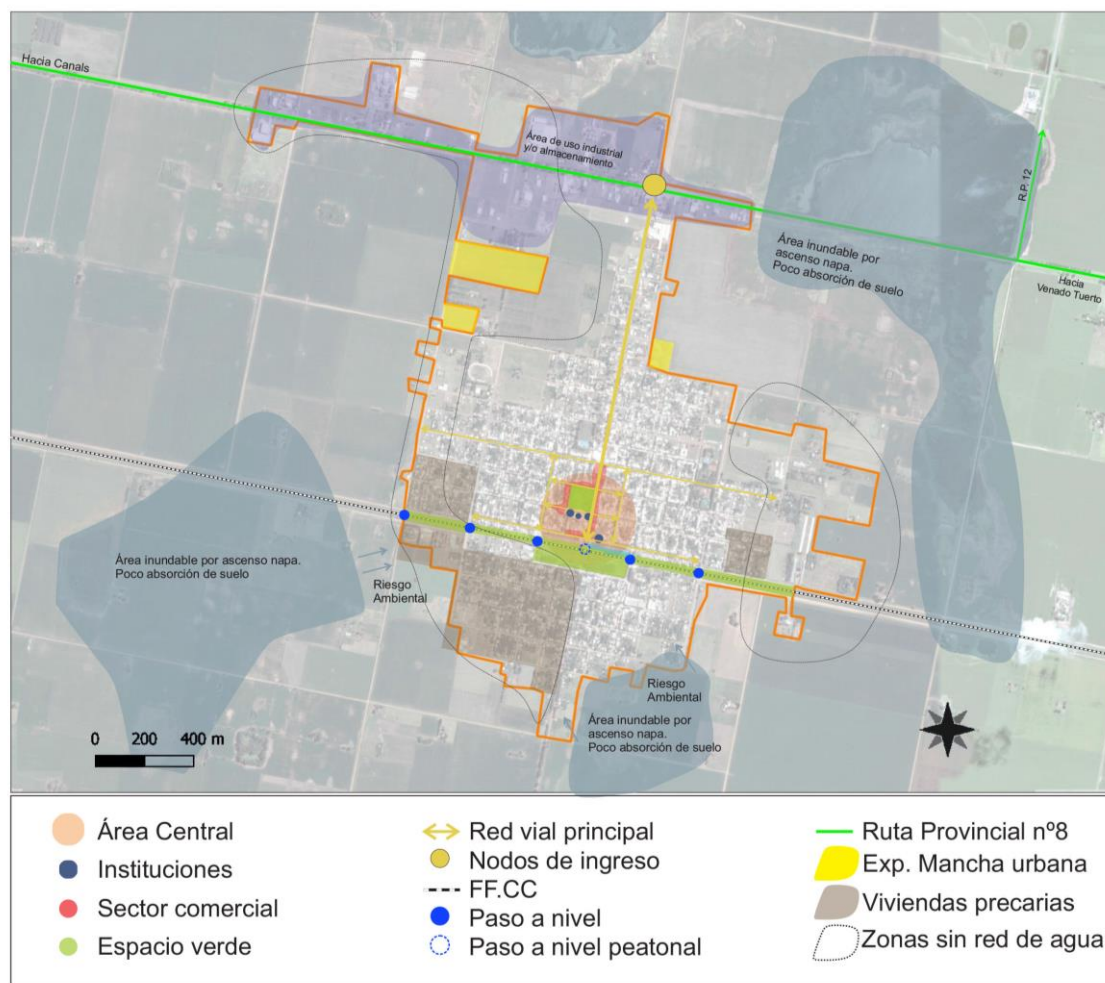 Hacia Canals
Área de uso industrial
y/o almacenamiento
R.P. 12
Área inundable por
ascenso napa.
Poco absorción de suelo
Hacia
Venado Tuerto
Área inundable por ascenso napa.
Poco absorción de suelo
Riesgo
Ambiental
Riesgo
Ambiental
Área inundable por
ascenso napa.
Poco absorción de suelo
0 200 400 m
Área Central
Instituciones
Sector comercial
Espacio verde
Red vial principal
Nodos de ingreso
FF.CC
Paso a nivel
Paso a nivel peatonal
Ruta Provincial nº8
Exp. Mancha urbana
Viviendas precarias
Zonas sin red de agua